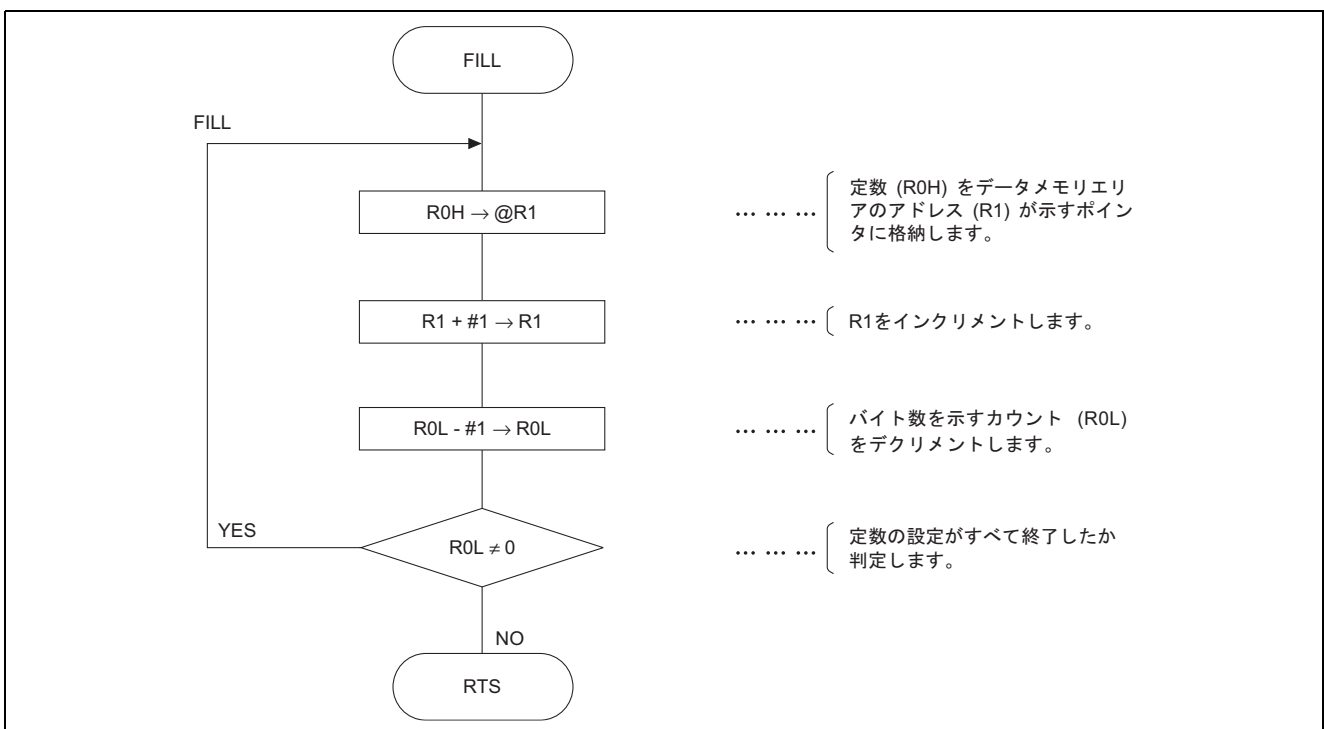 FILL
FILL
R0H → @R1
… … …
定数 (R0H) をデータメモリエリ
アのアドレス (R1) が示すポイン
タに格納します。
R1 + #1 → R1
… … …
R1をインクリメントします。
R0L - #1 → R0L
… … …
バイト数を示すカウント (R0L)
をデクリメントします。
YES
R0L ≠ 0
… … …
定数の設定がすべて終了したか
判定します。
NO
RTS